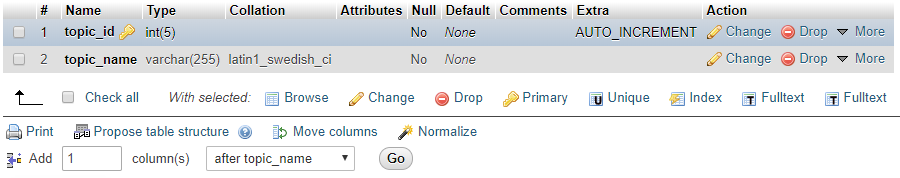 # Name Type Collation Attributes Null Default Comments Extra Action
1 topic_id int(5) No None AUTO_INCREMENT Change Drop More
2 topic_name varchar(255) latin1_swedish_ci No None Change Drop More
Check all With selected: Browse Change Drop Primary Unique Index Fulltext Fulltext
Print Propose table structure Move columns Normalize
Add 1 column(s) after topic_name Go